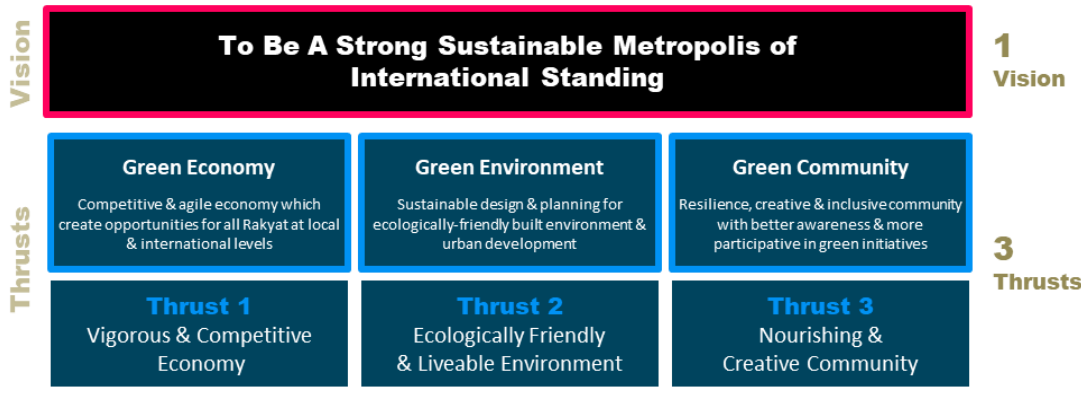 Vision
To Be A Strong Sustainable Metropolis of
International Standing
1
Vision
Thrusts
Green Economy
Competitive & agile economy which
create opportunities for all Rakyat at local
& international levels
Green Environment
Sustainable design & planning for
ecologically-friendly built environment &
urban development
Green Community
Resilience, creative & inclusive community
with better awareness & more
participative in green initiatives
3
Thrusts
Thrust 1
Vigorous & Competitive
Economy
Thrust 2
Ecologically Friendly
& Liveable Environment
Thrust 3
Nourishing &
Creative Community